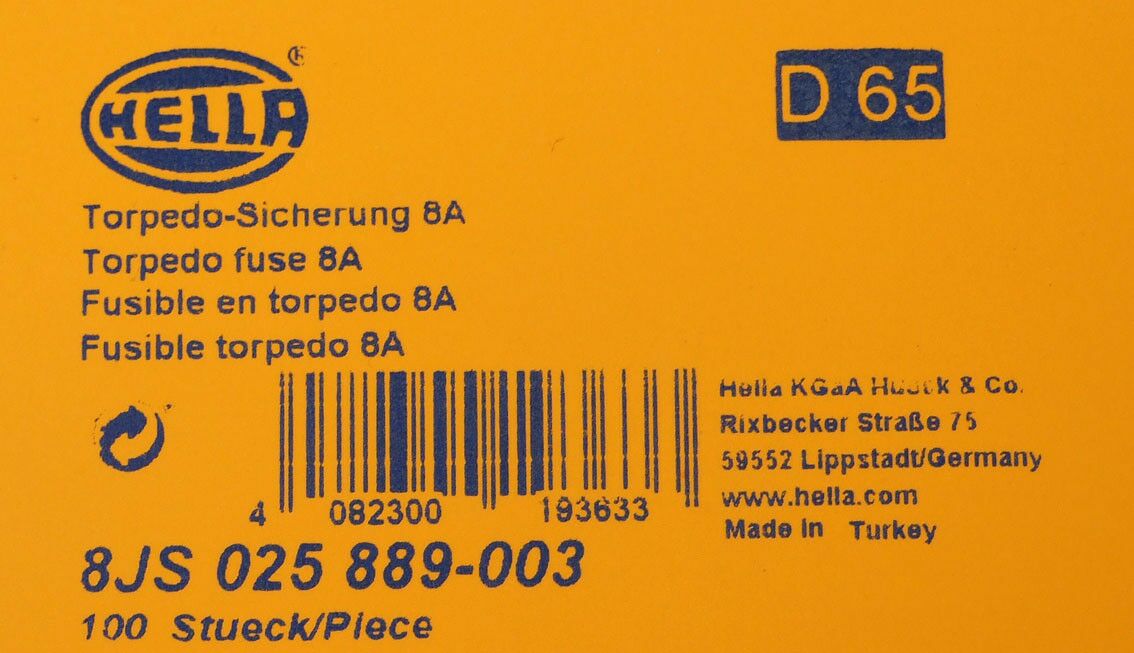 HELLA®
D 65
Torpedo-Sicherung 8A
Torpedo fuse 8A
Fusible en torpedo 8A
Fusible torpedo 8A
4 082300 193633
Hella KGaA Hueck & Co.
Rixbecker Straße 75
59552 Lippstadt/Germany
www.hella.com
Made in Turkey
8JS 025 889-003
100 Stueck/Piece